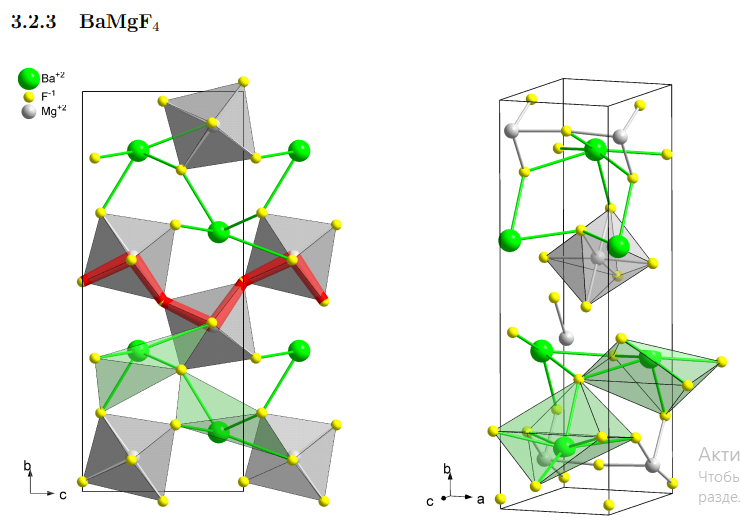 3.2.3 BaMgF₄
Ba⁺²
F⁻¹
Mg⁺²
b
c
b
c
a
Акти
Чтобь
разде.